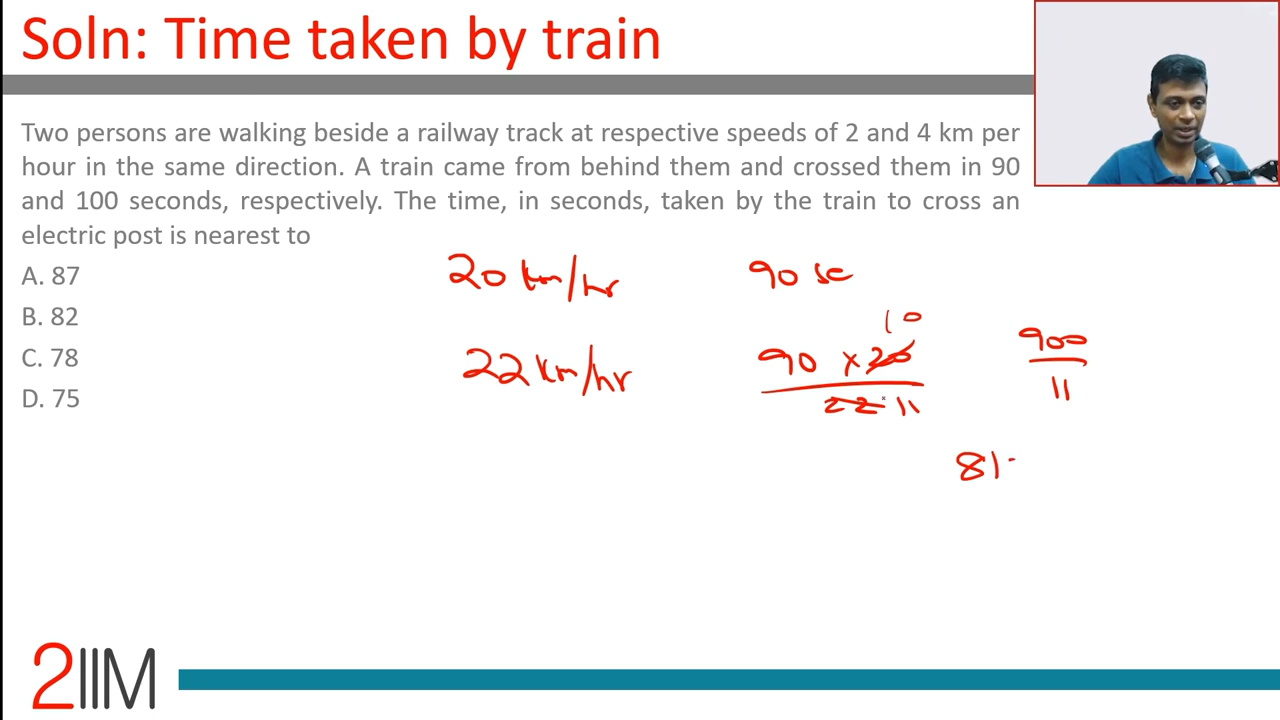 Soln: Time taken by train
Two persons are walking beside a railway track at respective speeds of 2 and 4 km per
hour in the same direction. A train came from behind them and crossed them in 90
and 100 seconds, respectively. The time, in seconds, taken by the train to cross an
electric post is nearest to
A. 87
B. 82
C. 78
D. 75
20 km/hr 90 se
10
22 km/hr 90 × 20 900
22 11 11
81.
2IIM